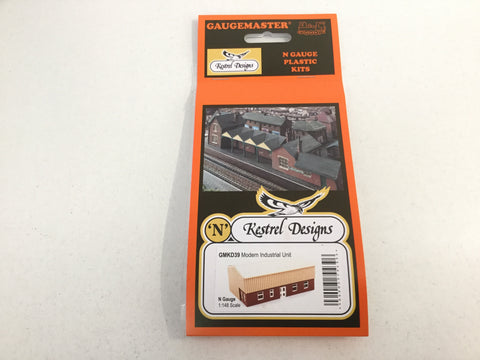 GAUGEMASTER®
Kestrel Designs
N GAUGE
PLASTIC
KITS
'N'
Kestrel Designs
GMKD39 Modern Industrial Unit
N Gauge
1:148 Scale